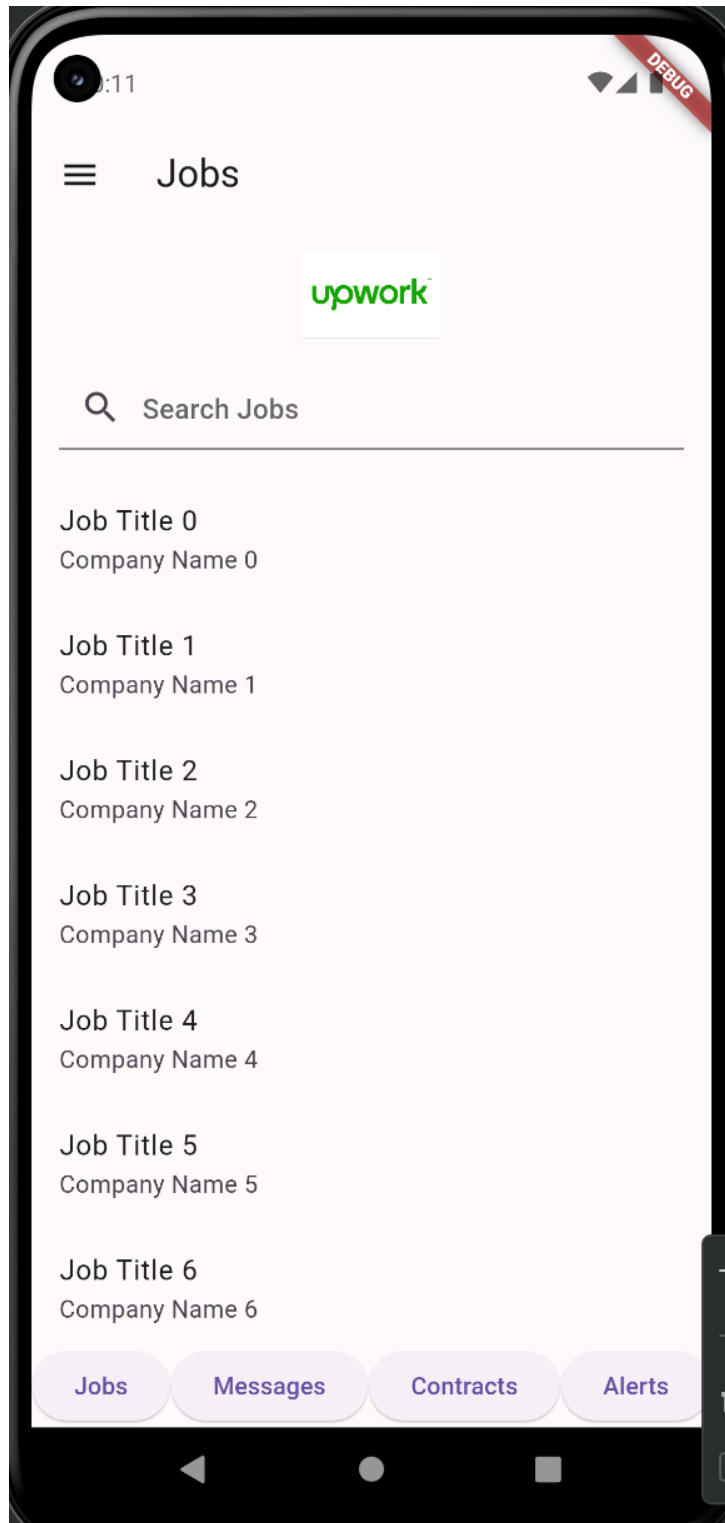 :11
DEBUG
Jobs
upwork
Search Jobs
Job Title 0
Company Name 0
Job Title 1
Company Name 1
Job Title 2
Company Name 2
Job Title 3
Company Name 3
Job Title 4
Company Name 4
Job Title 5
Company Name 5
Job Title 6
Company Name 6
Jobs Messages Contracts Alerts